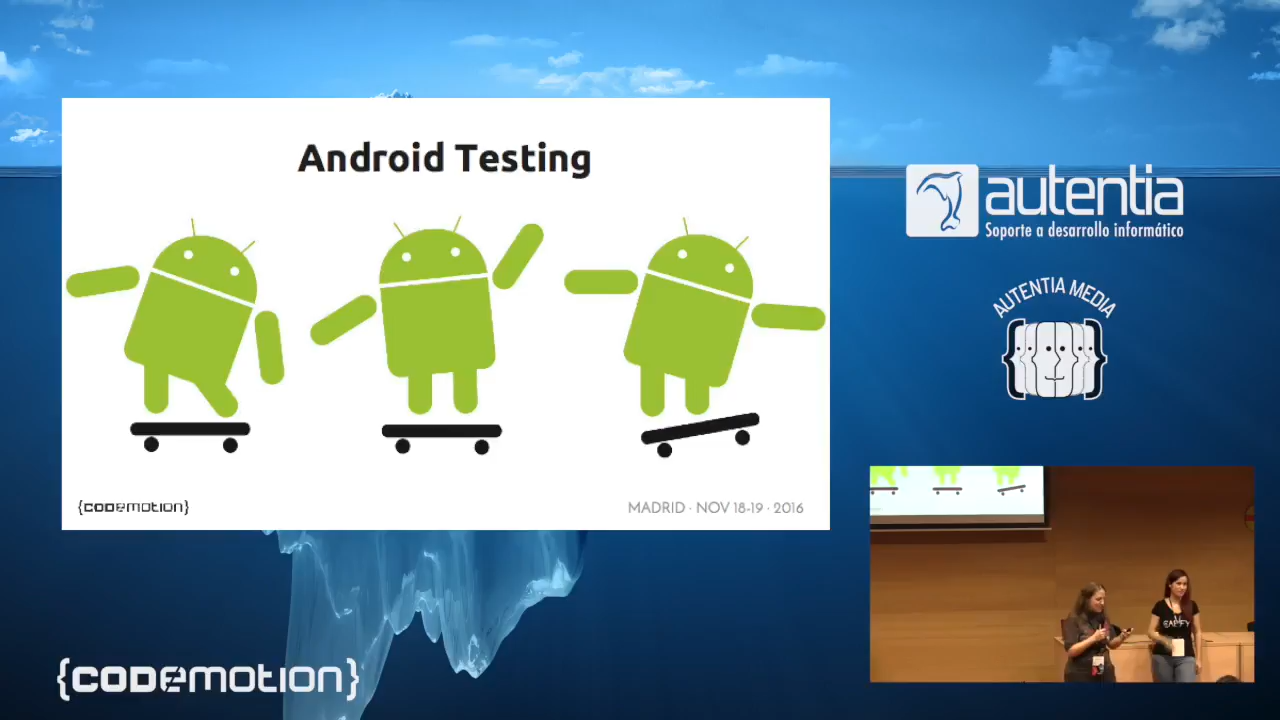 Android Testing
{CODEMOTION}
MADRID · NOV 18-19 · 2016
autentia
Soporte a desarrollo informático
AUTENTIA MEDIA
{CODEMOTION}